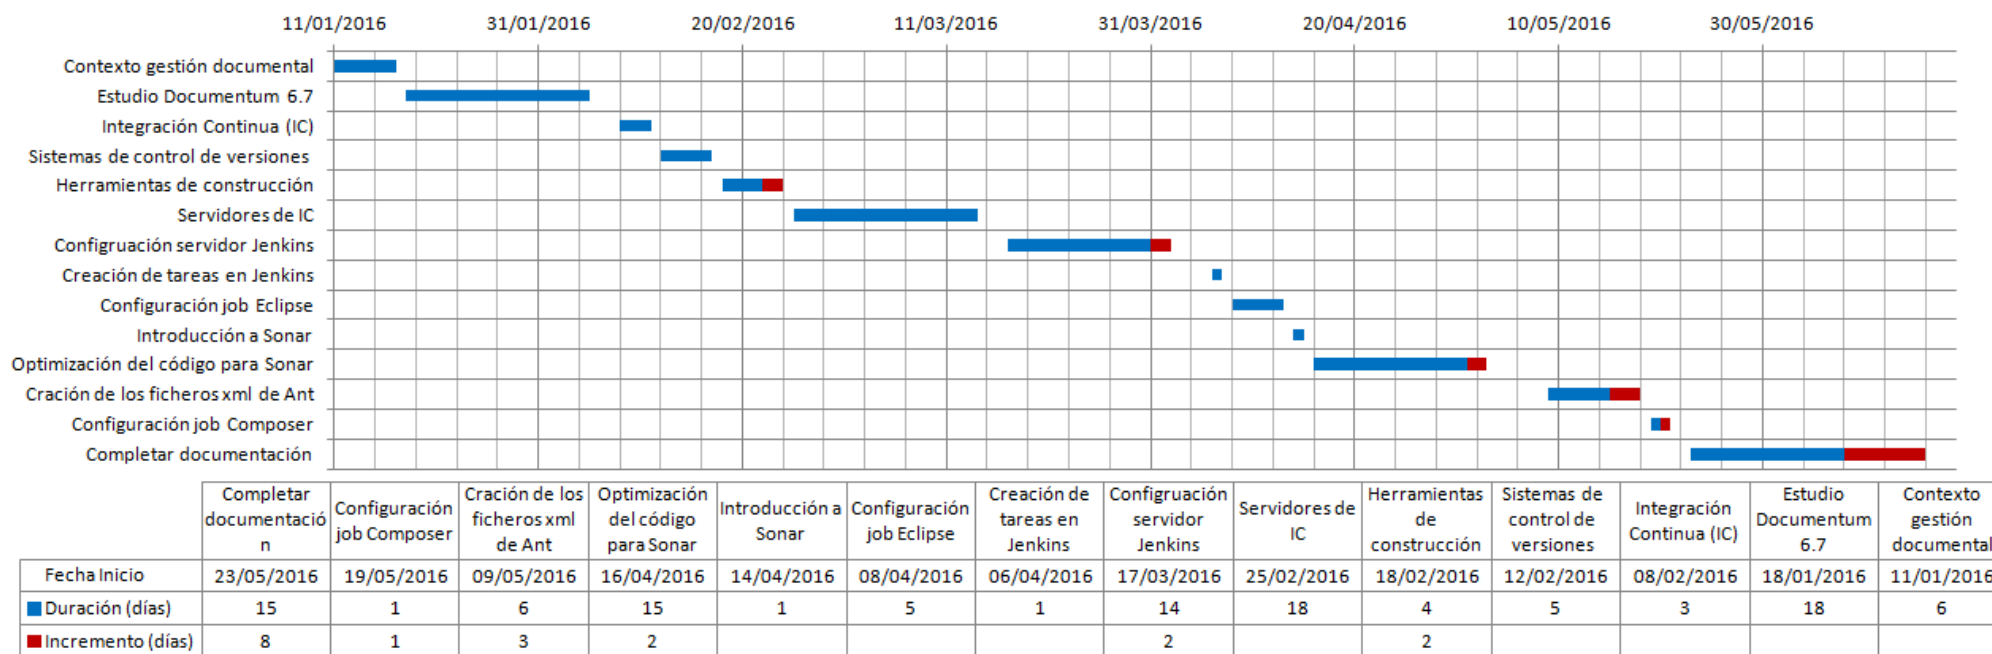 11/01/2016 31/01/2016 20/02/2016 11/03/2016 31/03/2016 20/04/2016 10/05/2016 30/05/2016
Contexto gestión documental
Estudio Documentum 6.7
Integración Continua (IC)
Sistemas de control de versiones
Herramientas de construcción
Servidores de IC
Configruación servidor Jenkins
Creación de tareas en Jenkins
Configuración job Eclipse
Introducción a Sonar
Optimización del código para Sonar
Cración de los ficheros xml de Ant
Configuración job Composer
Completar documentación
Completar
documentació
n
Configuración
job Composer
Cración de los
ficheros xml
de Ant
Optimización
del código
para Sonar
Introducción a
Sonar
Configuración
job Eclipse
Creación de
tareas en
Jenkins
Configruación
servidor
Jenkins
Servidores de
IC
Herramientas
de
construcción
Sistemas de
control de
versiones
Integración
Continua (IC)
Estudio
Documentum
6.7
Contexto
gestión
documental
Fecha Inicio 23/05/2016 19/05/2016 09/05/2016 16/04/2016 14/04/2016 08/04/2016 06/04/2016 17/03/2016 25/02/2016 18/02/2016 12/02/2016 08/02/2016 18/01/2016 11/01/2016
Duración (días) 15 1 6 15 1 5 1 14 18 4 5 3 18 6
Incremento (días) 8 1 3 2 2 2